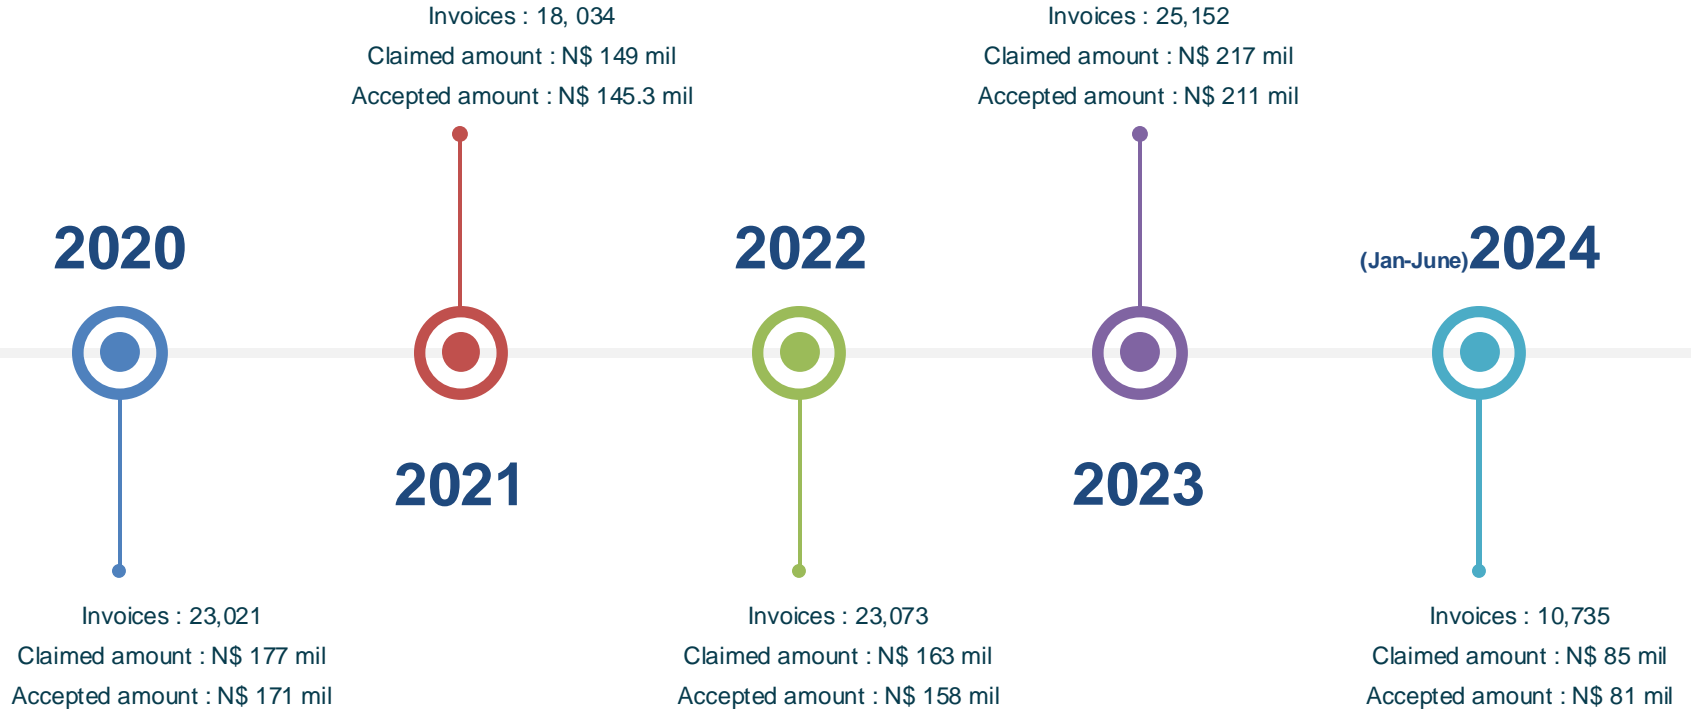 Invoices : 18, 034
Claimed amount : N$ 149 mil
Accepted amount : N$ 145.3 mil
Invoices : 25,152
Claimed amount : N$ 217 mil
Accepted amount : N$ 211 mil
2020
2022
(Jan-June)2024
2021
2023
Invoices : 23,021
Claimed amount : N$ 177 mil
Accepted amount : N$ 171 mil
Invoices : 23,073
Claimed amount : N$ 163 mil
Accepted amount : N$ 158 mil
Invoices : 10,735
Claimed amount : N$ 85 mil
Accepted amount : N$ 81 mil